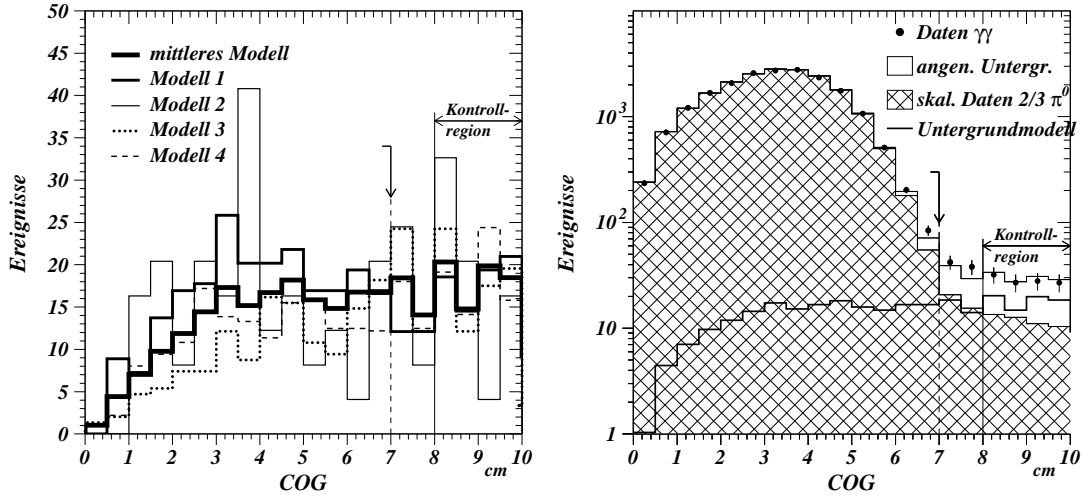 50
45
40
35
30
25
20
15
10
5
0
Ereignisse
mittleres Modell
Modell 1
Modell 2
Modell 3
Modell 4
Kontroll-
region
0 1 2 3 4 5 6 7 8 9 10
COG
cm
Ereignisse
10³
10²
10
1
Daten γγ
angen. Untergr.
skal. Daten 2/3 π⁰
Untergrundmodell
Kontroll-
region
0 1 2 3 4 5 6 7 8 9 10
COG
cm